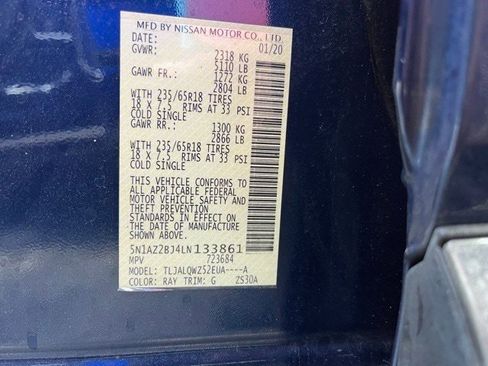 MFD BY NISSAN MOTOR CO., LTD.
DATE: 01/20
GVWR: 2318 KG
5110 LB
GAWR FR.: 1272 KG
2804 LB
WITH 235/65R18 TIRES
18 X 7.5 RIMS AT 33 PSI
COLD SINGLE
GAWR RR.: 1300 KG
2866 LB
WITH 235/65R18 TIRES
18 X 7.5 RIMS AT 33 PSI
COLD SINGLE
THIS VEHICLE CONFORMS TO
ALL APPLICABLE FEDERAL
MOTOR VEHICLE SAFETY AND
THEFT PREVENTION
STANDARDS IN EFFECT ON
THE DATE OF MANUFACTURE
SHOWN ABOVE.
5N1AZ2BJ4LN133861
MPV 723684
MODEL: TLJALQWZ52EUA----A
COLOR: RAY TRIM: G ZS30A